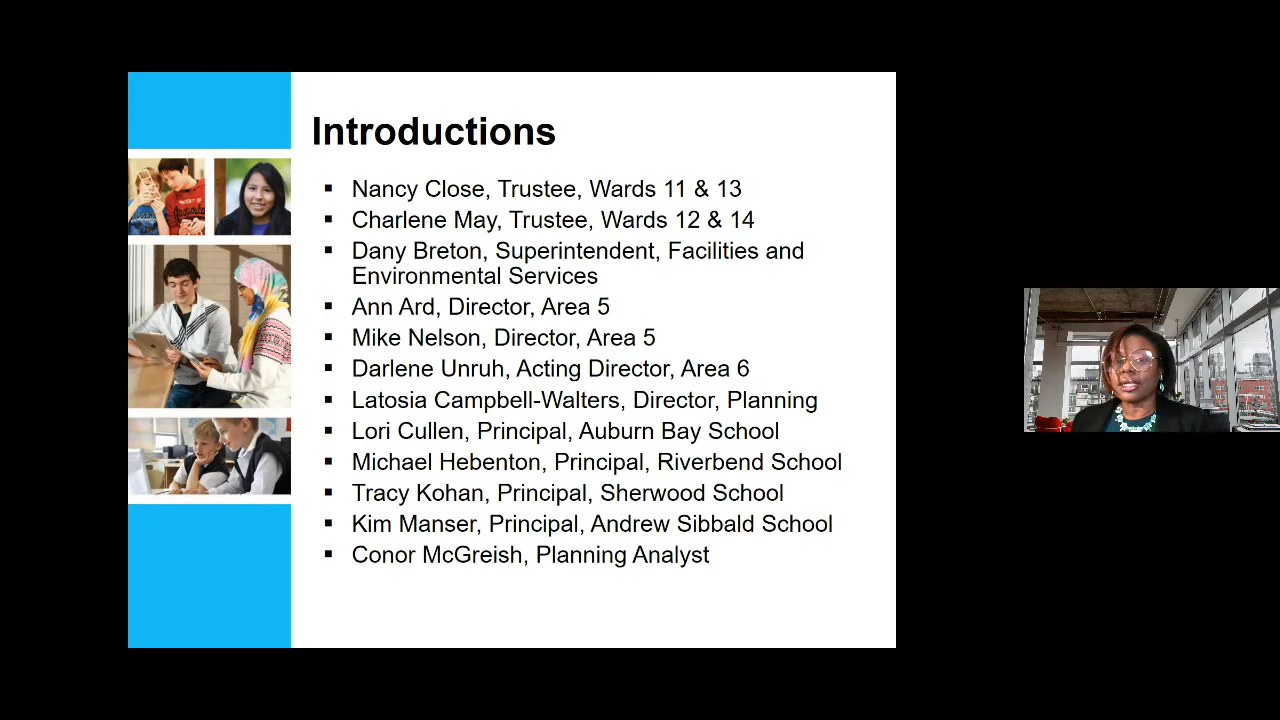 Introductions
Nancy Close, Trustee, Wards 11 & 13
Charlene May, Trustee, Wards 12 & 14
Dany Breton, Superintendent, Facilities and
Environmental Services
Ann Ard, Director, Area 5
Mike Nelson, Director, Area 5
Darlene Unruh, Acting Director, Area 6
Latosia Campbell-Walters, Director, Planning
Lori Cullen, Principal, Auburn Bay School
Michael Hebenton, Principal, Riverbend School
Tracy Kohan, Principal, Sherwood School
Kim Manser, Principal, Andrew Sibbald School
Conor McGreish, Planning Analyst